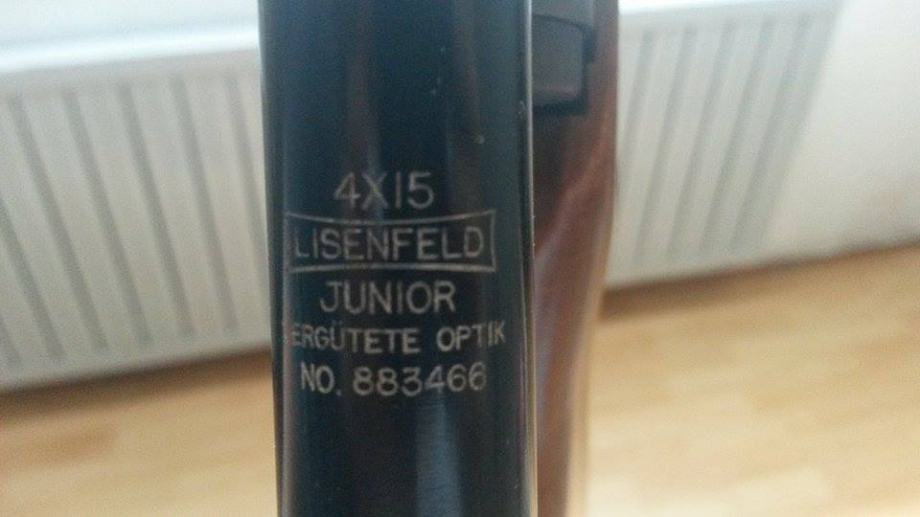 4X15
LISENFELD
JUNIOR
ERGÜTETE OPTIK
NO. 883466